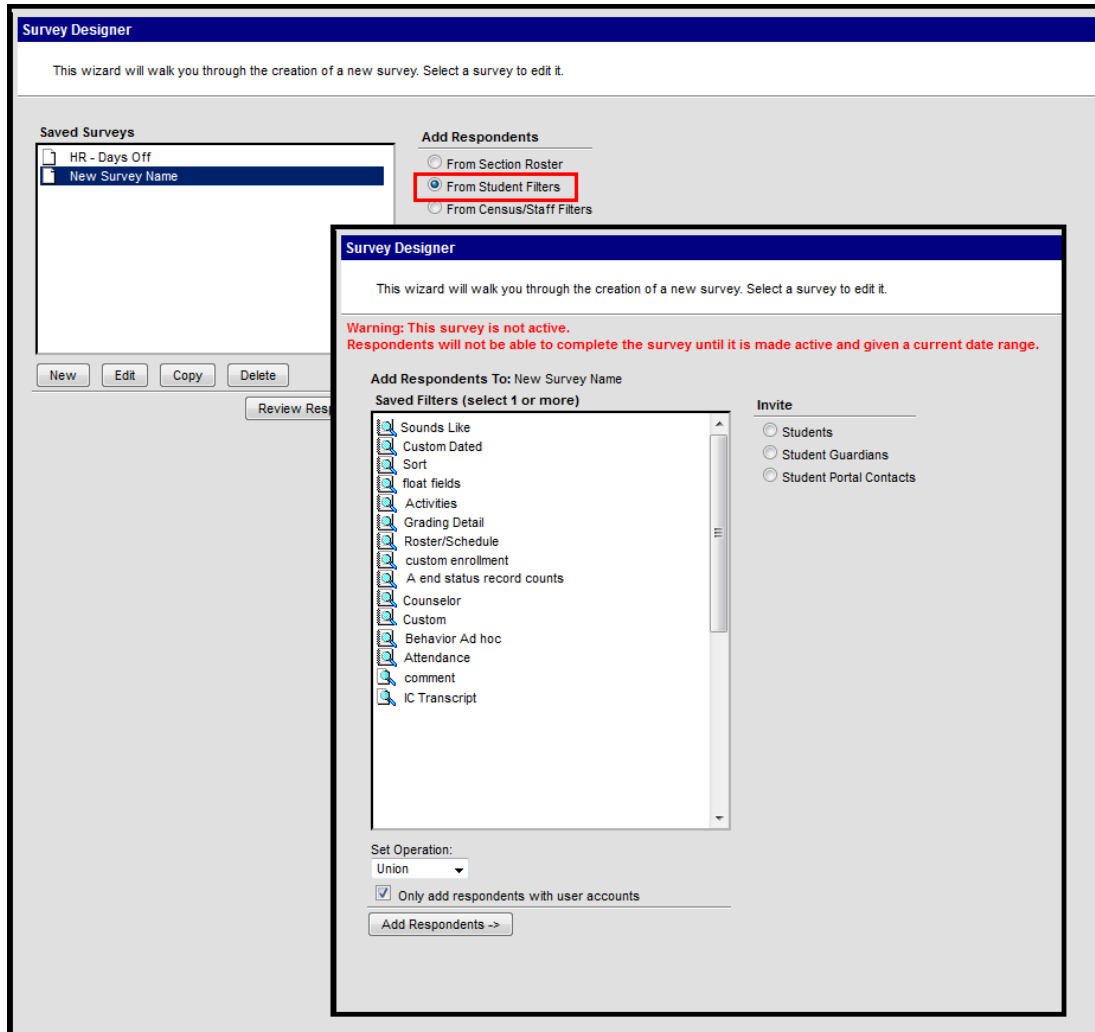 Survey Designer
This wizard will walk you through the creation of a new survey. Select a survey to edit it.
Saved Surveys
HR - Days Off
New Survey Name
Add Respondents
From Section Roster
From Student Filters
From Census/Staff Filters
New Edit Copy Delete
Review Resp
Survey Designer
This wizard will walk you through the creation of a new survey. Select a survey to edit it.
Warning: This survey is not active.
Respondents will not be able to complete the survey until it is made active and given a current date range.
Add Respondents To: New Survey Name
Saved Filters (select 1 or more)
Sounds Like
Custom Dated
Sort
float fields
Activities
Grading Detail
Roster/Schedule
custom enrollment
A end status record counts
Counselor
Custom
Behavior Ad hoc
Attendance
comment
IC Transcript
Invite
Students
Student Guardians
Student Portal Contacts
Set Operation:
Union
Only add respondents with user accounts
Add Respondents ->